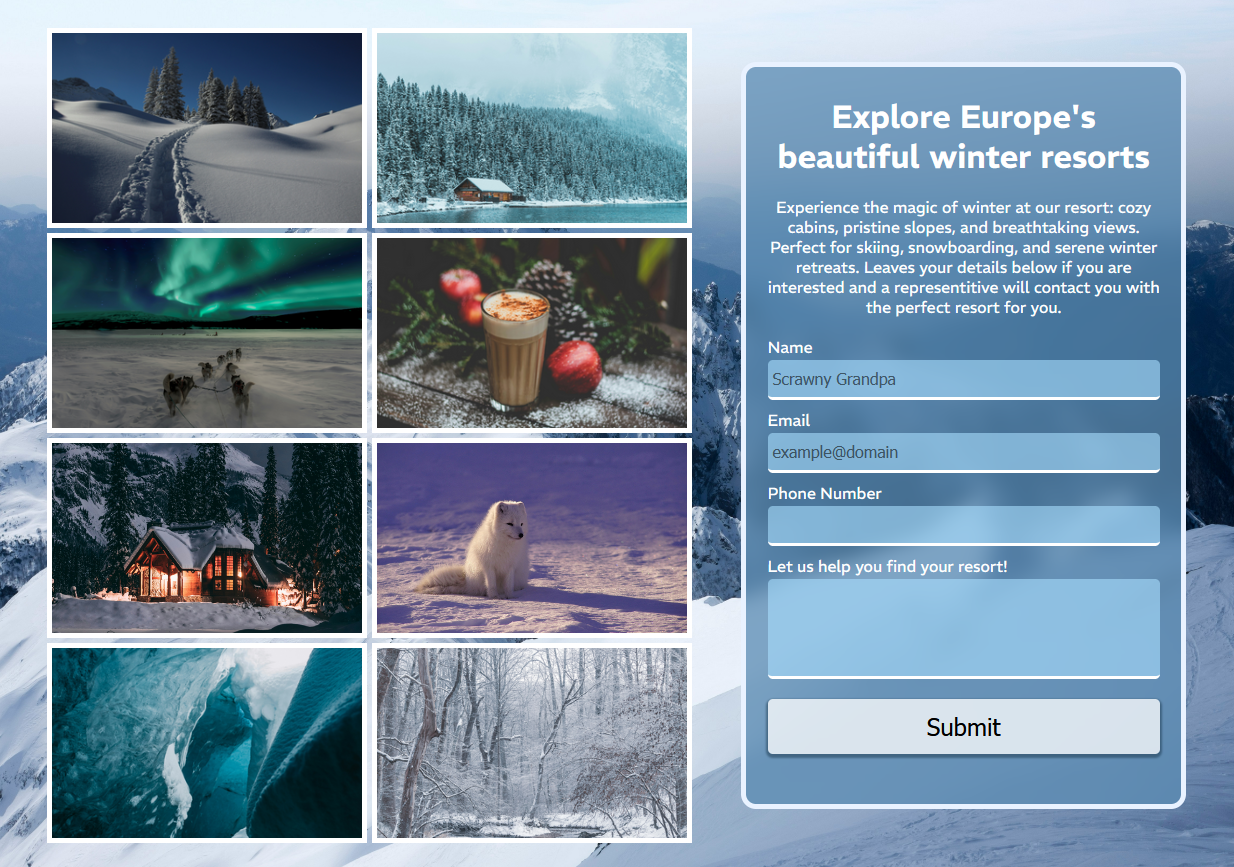 Explore Europe's
beautiful winter resorts
Experience the magic of winter at our resort: cozy
cabins, pristine slopes, and breathtaking views.
Perfect for skiing, snowboarding, and serene winter
retreats. Leaves your details below if you are
interested and a representitive will contact you with
the perfect resort for you.
Name
Scrawny Grandpa
Email
example@domain
Phone Number
Let us help you find your resort!
Submit